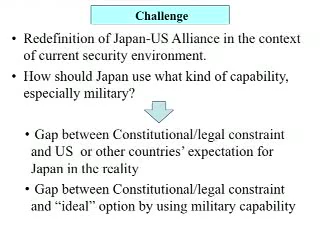 Challenge
• Redefinition of Japan-US Alliance in the context
of current security environment.
• How should Japan use what kind of capability,
especially military?
• Gap between Constitutional/legal constraint
and US or other countries' expectation for
Japan in the reality
• Gap between Constitutional/legal constraint
and “ideal” option by using military capability